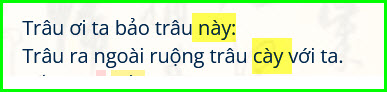 Trâu ơi ta bảo trâu này:
Trâu ra ngoài ruộng trâu cày với ta.